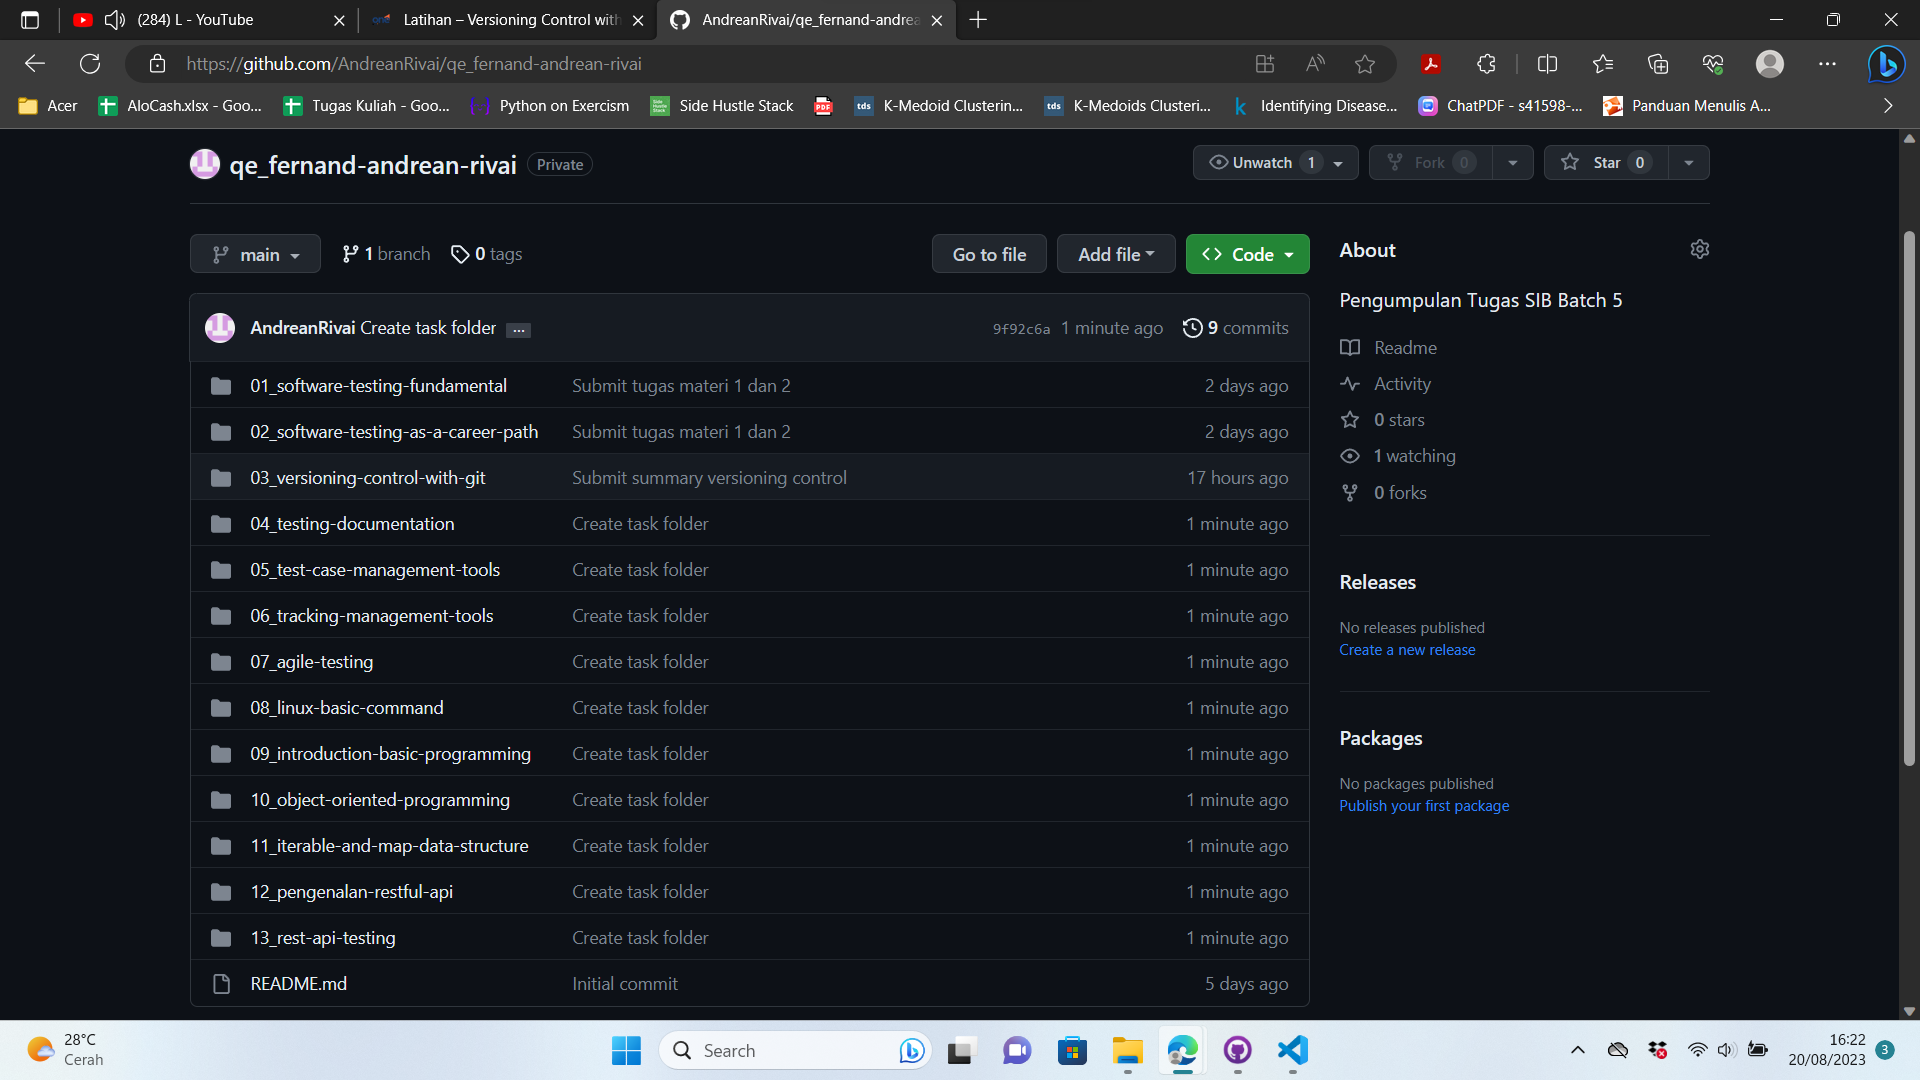 (284) L - YouTube
Latihan – Versioning Control with
AndreanRivai/qe_fernand-andrea
https://github.com/AndreanRivai/qe_fernand-andrean-rivai
Acer
AloCash.xlsx - Goo...
Tugas Kuliah - Goo...
Python on Exercism
Side Hustle Stack
PDF
tds K-Medoid Clusterin...
tds K-Medoids Clusteri...
k Identifying Disease...
ChatPDF - s41598-...
Panduan Menulis A...
qe_fernand-andrean-rivai Private
Unwatch 1
Fork 0
Star 0
main
1 branch
0 tags
Go to file
Add file
<> Code
AndreanRivai Create task folder ...
9f92c6a 1 minute ago
9 commits
01_software-testing-fundamental Submit tugas materi 1 dan 2 2 days ago
02_software-testing-as-a-career-path Submit tugas materi 1 dan 2 2 days ago
03_versioning-control-with-git Submit summary versioning control 17 hours ago
04_testing-documentation Create task folder 1 minute ago
05_test-case-management-tools Create task folder 1 minute ago
06_tracking-management-tools Create task folder 1 minute ago
07_agile-testing Create task folder 1 minute ago
08_linux-basic-command Create task folder 1 minute ago
09_introduction-basic-programming Create task folder 1 minute ago
10_object-oriented-programming Create task folder 1 minute ago
11_iterable-and-map-data-structure Create task folder 1 minute ago
12_pengenalan-restful-api Create task folder 1 minute ago
13_rest-api-testing Create task folder 1 minute ago
README.md Initial commit 5 days ago
About
Pengumpulan Tugas SIB Batch 5
Readme
Activity
0 stars
1 watching
0 forks
Releases
No releases published
Create a new release
Packages
No packages published
Publish your first package
28°C
Cerah
Search
16:22
20/08/2023
3